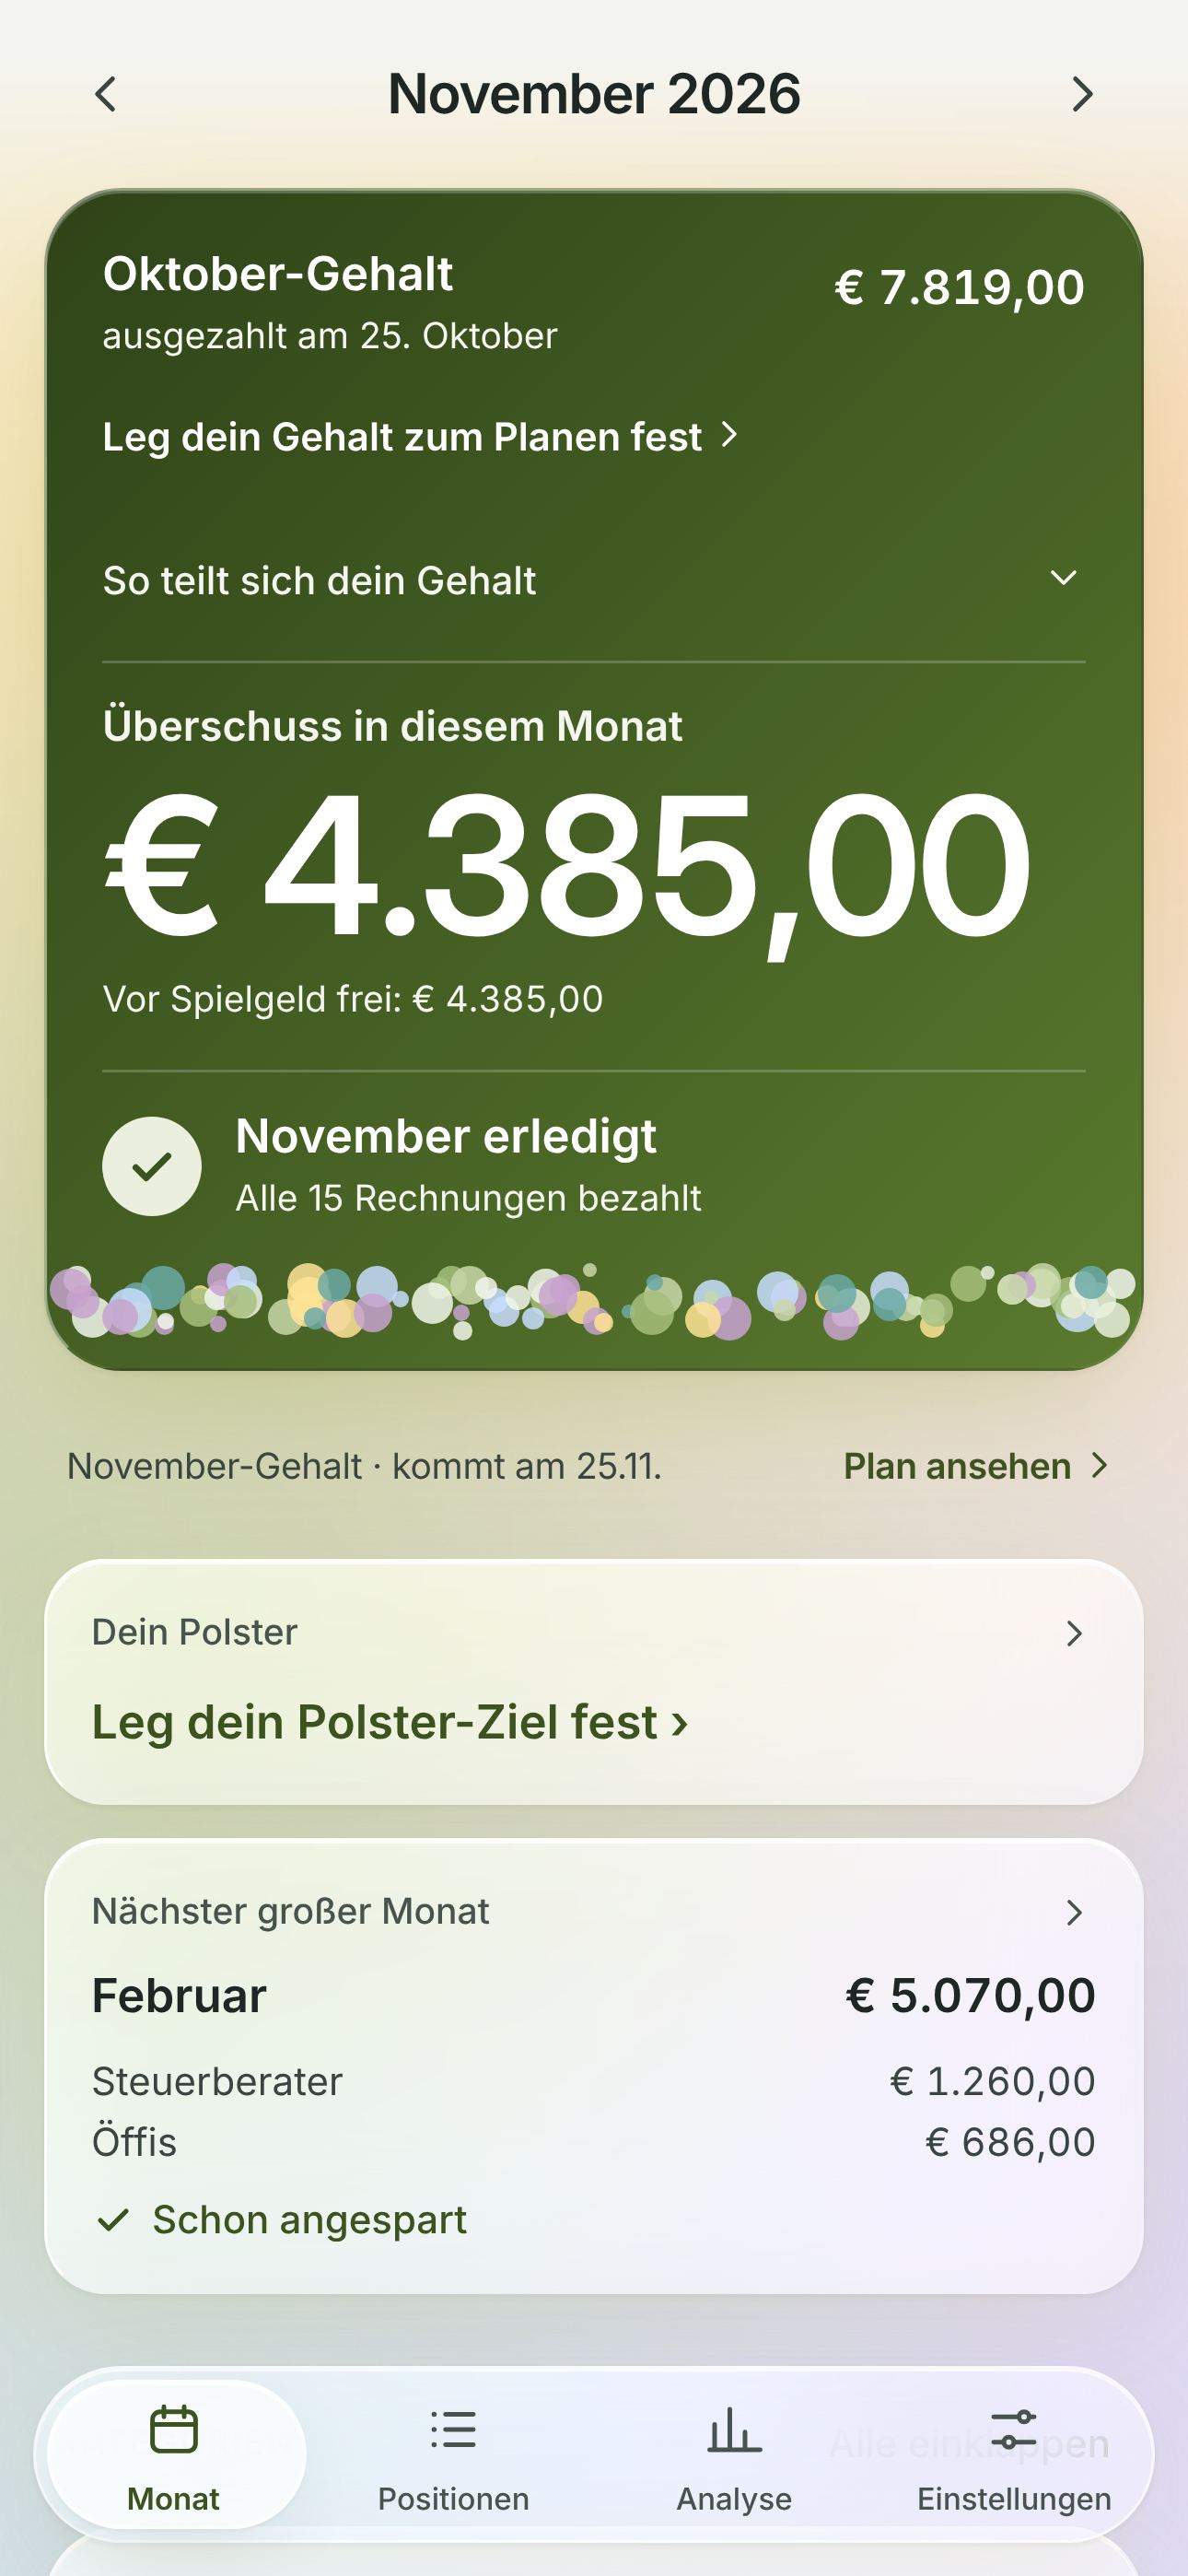 November 2026
Oktober-Gehalt
€ 7.819,00
ausgezahlt am 25. Oktober
Leg dein Gehalt zum Planen fest
So teilt sich dein Gehalt
Überschuss in diesem Monat
€ 4.385,00
Vor Spielgeld frei: € 4.385,00
November erledigt
Alle 15 Rechnungen bezahlt
November-Gehalt · kommt am 25.11.
Plan ansehen
Dein Polster
Leg dein Polster-Ziel fest ›
Nächster großer Monat
Februar
€ 5.070,00
Steuerberater
€ 1.260,00
Öffis
€ 686,00
Schon angespart
Alle einklappen
Monat
Positionen
Analyse
Einstellungen